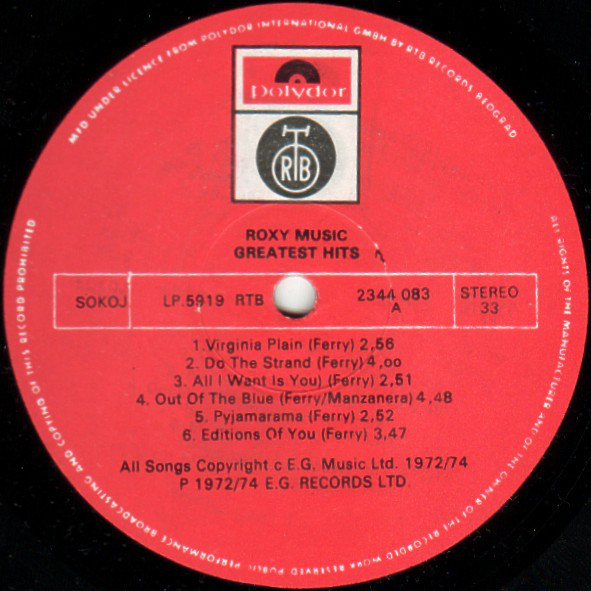 MFD UNDER LICENCE FROM POLYDOR INTERNATIONAL GMBH BY RTB RECORDS BEOGRAD
polydor
RTB
ROXY MUSIC
GREATEST HITS
SOKOJ LP.5919 RTB 2344 083 STEREO
A 33
1.Virginia Plain (Ferry) 2,56
2. Do The Strand (Ferry) 4,oo
3. All I Want Is You) (Ferry) 2,51
4. Out Of The Blue (Ferry/Manzanera) 4,48
5. Pyjamarama (Ferry) 2,52
6. Editions Of You (Ferry) 3,47
All Songs Copyright c E.G. Music Ltd. 1972/74
P 1972/74 E.G. RECORDS LTD.
ALL RIGHTS OF THE MANUFACTURER AND OF THE OWNER OF THE RECORDED WORK RESERVED PUBLIC PERFORMANCE BROADCASTING AND COPYING OF THIS RECORD PROHIBITED